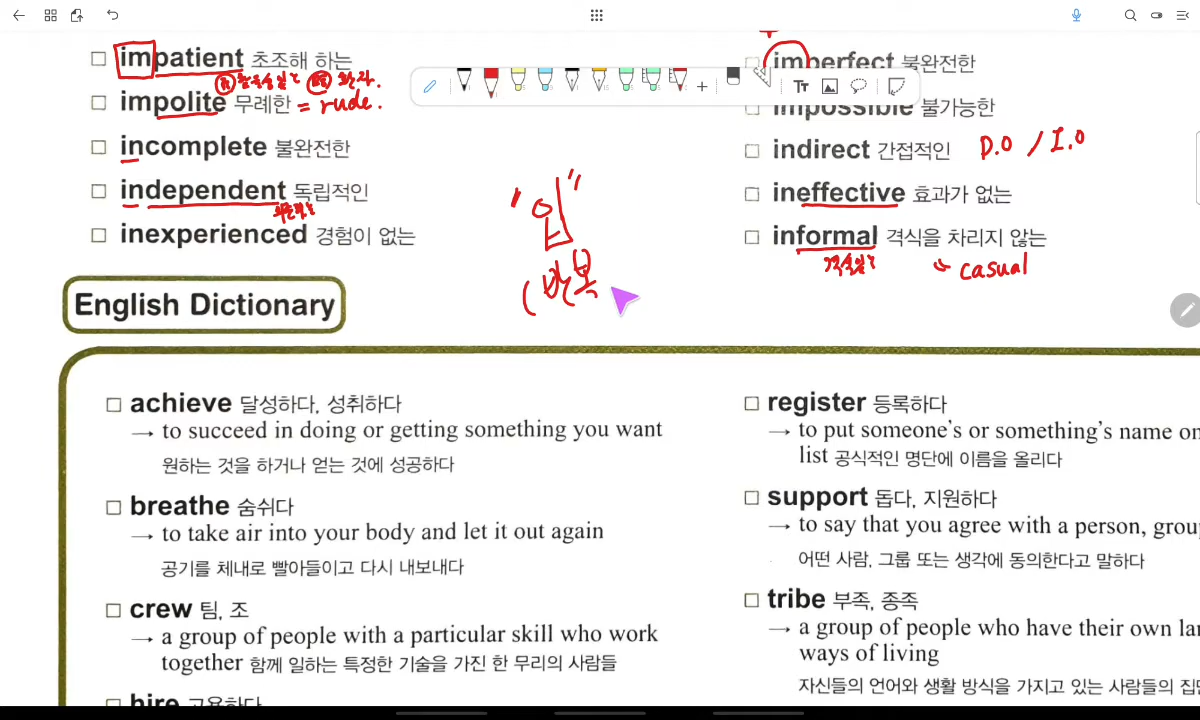 impatient 초조해 하는
impolite 무례한 = rude.
incomplete 불완전한
independent 독립적인
inexperienced 경험이 없는
imperfect 불완전한
impossible 불가능한
indirect 간접적인 D.O / I.O
ineffective 효과가 없는
informal 격식을 차리지 않는
casual
English Dictionary
achieve 달성하다, 성취하다
→ to succeed in doing or getting something you want
원하는 것을 하거나 얻는 것에 성공하다
breathe 숨쉬다
→ to take air into your body and let it out again
공기를 체내로 빨아들이고 다시 내보내다
crew 팀, 조
→ a group of people with a particular skill who work
together 함께 일하는 특정한 기술을 가진 한 무리의 사람들
hire 고용하다
register 등록하다
→ to put someone's or something's name on
list 공식적인 명단에 이름을 올리다
support 돕다, 지원하다
→ to say that you agree with a person, grou
어떤 사람, 그룹 또는 생각에 동의한다고 말하다
tribe 부족, 종족
→ a group of people who have their own la
ways of living
자신들의 언어와 생활 방식을 가지고 있는 사람들의 집단